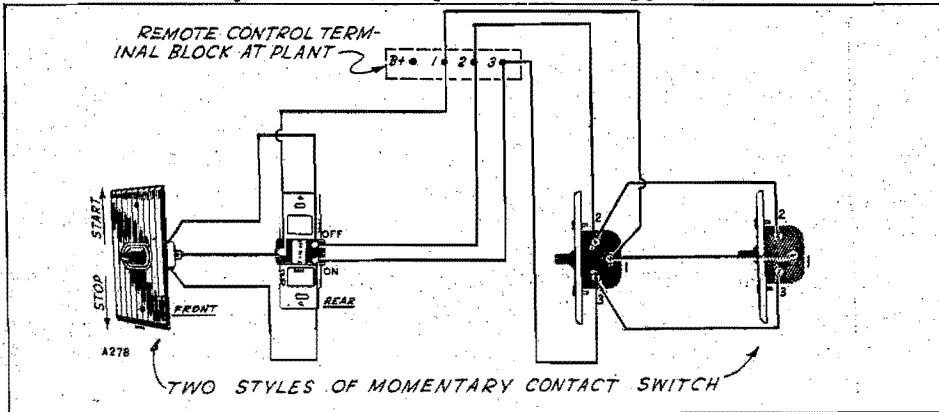 REMOTE CONTROL TERM-
INAL BLOCK AT PLANT
B+ 1 2 3
START
STOP
FRONT
OFF
ON
REAR
2
1
3
2
1
3
A278
TWO STYLES OF MOMENTARY CONTACT SWITCH